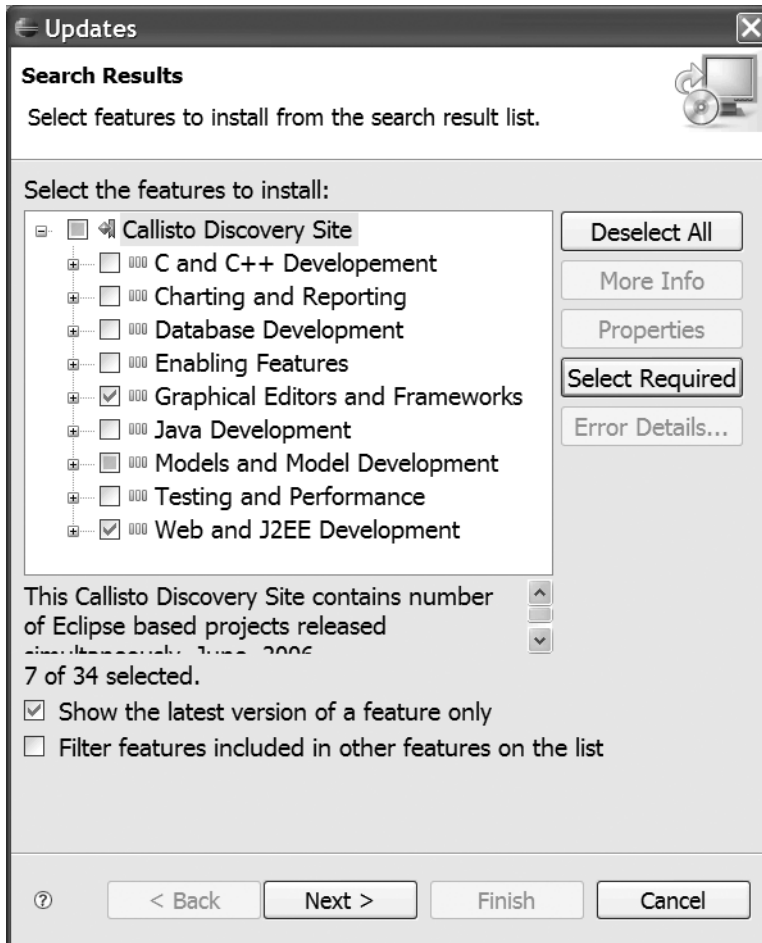 Updates
Search Results
Select features to install from the search result list.
Select the features to install:
Callisto Discovery Site
C and C++ Developement
Charting and Reporting
Database Development
Enabling Features
Graphical Editors and Frameworks
Java Development
Models and Model Development
Testing and Performance
Web and J2EE Development
Deselect All
More Info
Properties
Select Required
Error Details...
This Callisto Discovery Site contains number
of Eclipse based projects released
simultaneously, June, 2006
7 of 34 selected.
Show the latest version of a feature only
Filter features included in other features on the list
?
< Back
Next >
Finish
Cancel